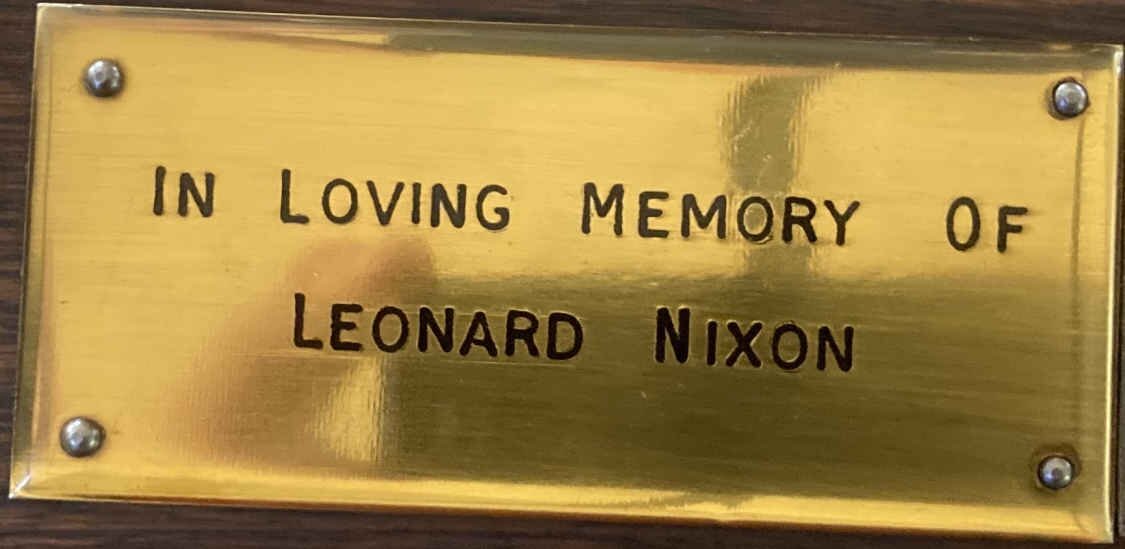 In Loving Memory Of
Leonard Nixon